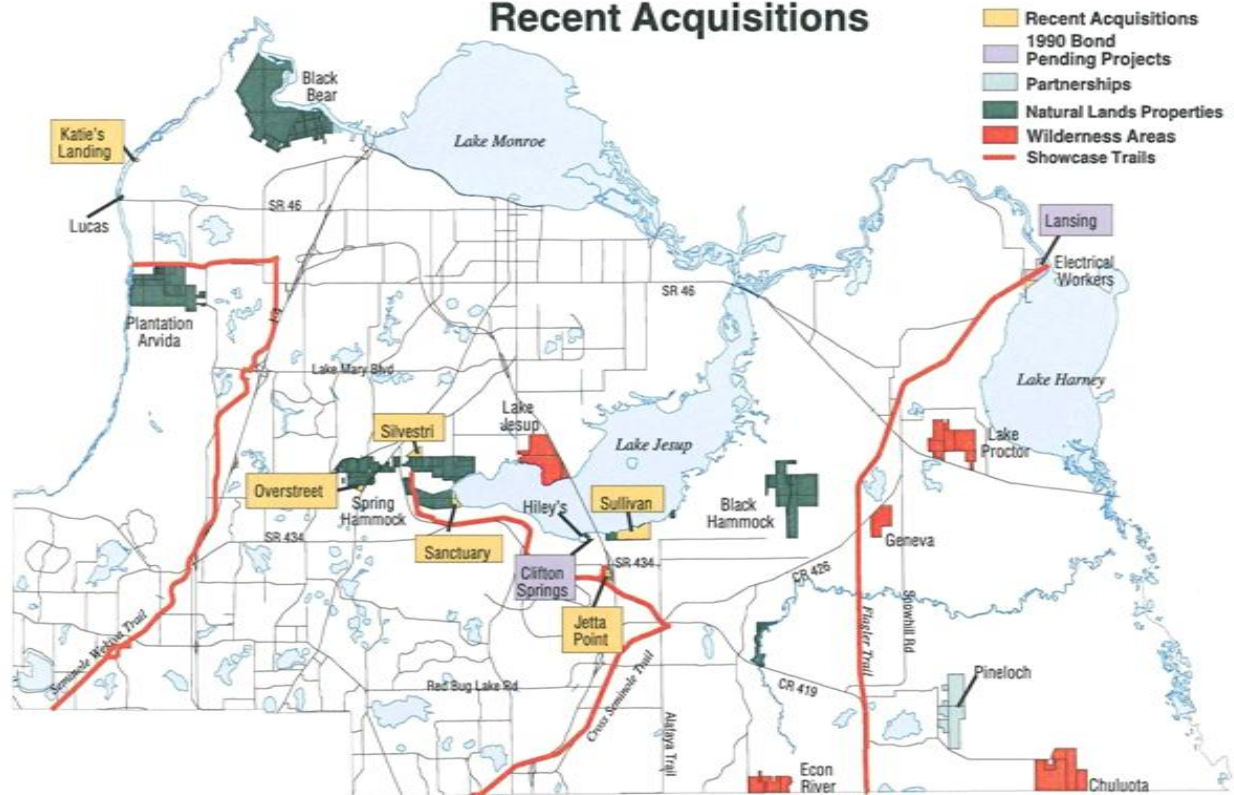 Recent Acquisitions
Recent Acquisitions
1990 Bond
Pending Projects
Partnerships
Natural Lands Properties
Wilderness Areas
Showcase Trails
Black
Bear
Lake Monroe
Katie's
Landing
Lucas
SR 46
Lansing
Electrical
Workers
SR 46
Plantation
Arvida
I-4
Lake Mary Blvd
Lake Harney
Silvestri
Lake
Jesup
Lake Jesup
Lake
Proctor
Overstreet
Spring
Hammock
Hiley's
Sullivan
Black
Hammock
SR 434
Sanctuary
Geneva
SR 434
Clifton
Springs
CR 426
Jetta
Point
Snowhill Rd
Flagler Trail
Seminole Wekiva Trail
Red Bug Lake Rd
Cross Seminole Trail
Alafaya Trail
CR 419
Pineloch
Econ
River
Chuluota